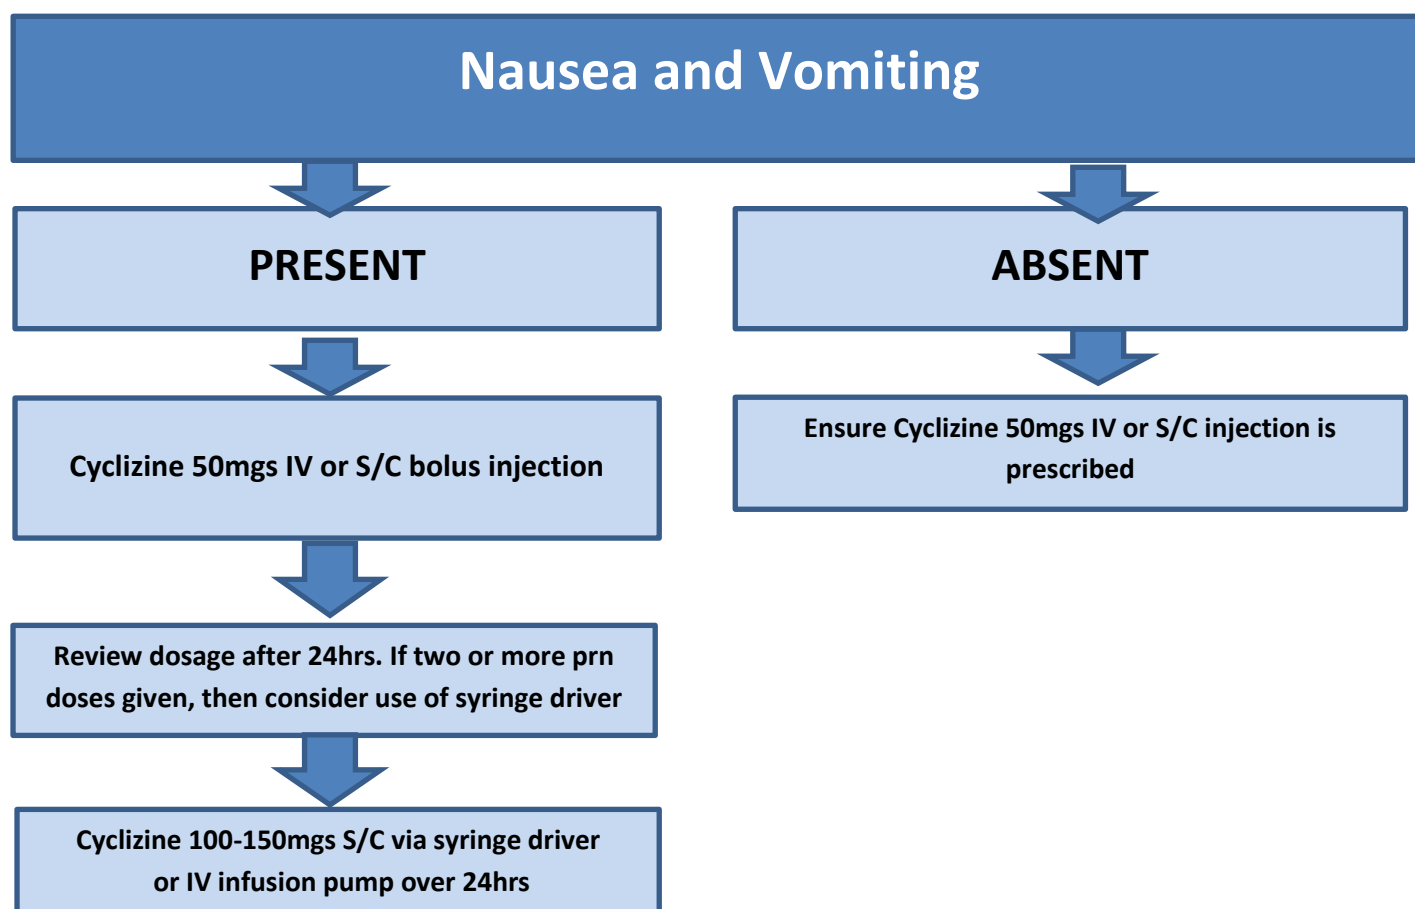 Nausea and Vomiting
PRESENT
Cyclizine 50mgs IV or S/C bolus injection
Review dosage after 24hrs. If two or more prn
doses given, then consider use of syringe driver
Cyclizine 100-150mgs S/C via syringe driver
or IV infusion pump over 24hrs
ABSENT
Ensure Cyclizine 50mgs IV or S/C injection is
prescribed